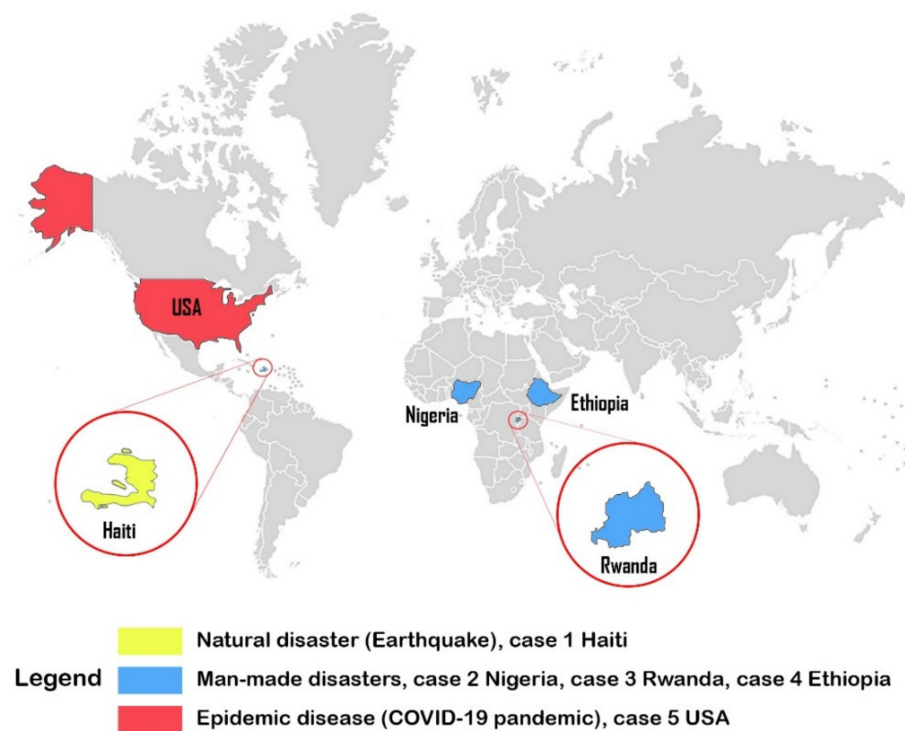 USA
Nigeria
Ethiopia
Haiti
Rwanda
Legend
Natural disaster (Earthquake), case 1 Haiti
Man-made disasters, case 2 Nigeria, case 3 Rwanda, case 4 Ethiopia
Epidemic disease (COVID-19 pandemic), case 5 USA